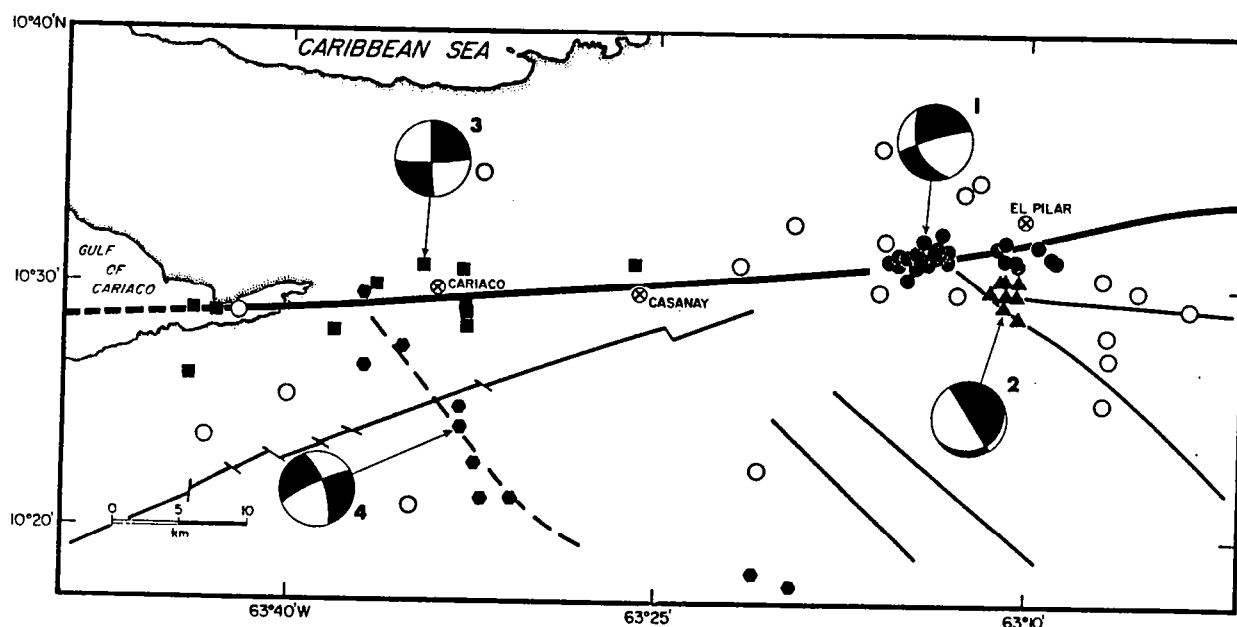 10°40'N
CARIBBEAN SEA
3
1
EL PILAR
GULF
OF
CARIACO
10°30'
CARIACO
CASANAY
2
4
10°20'
0 5 10
km
63°40'W
63°25'
63°10'